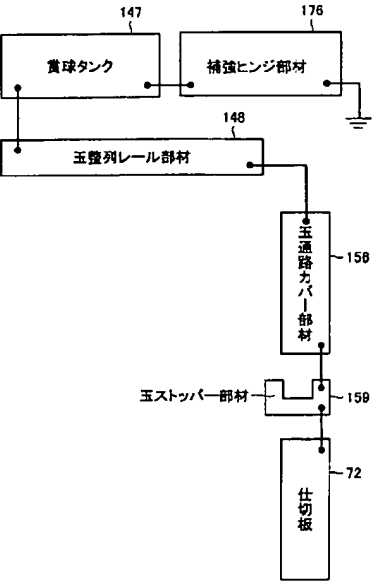 147
176
賞球タンク
補強ヒンジ部材
148
玉整列レール部材
玉通路カバー部材
158
玉ストッパー部材
159
仕切板
72